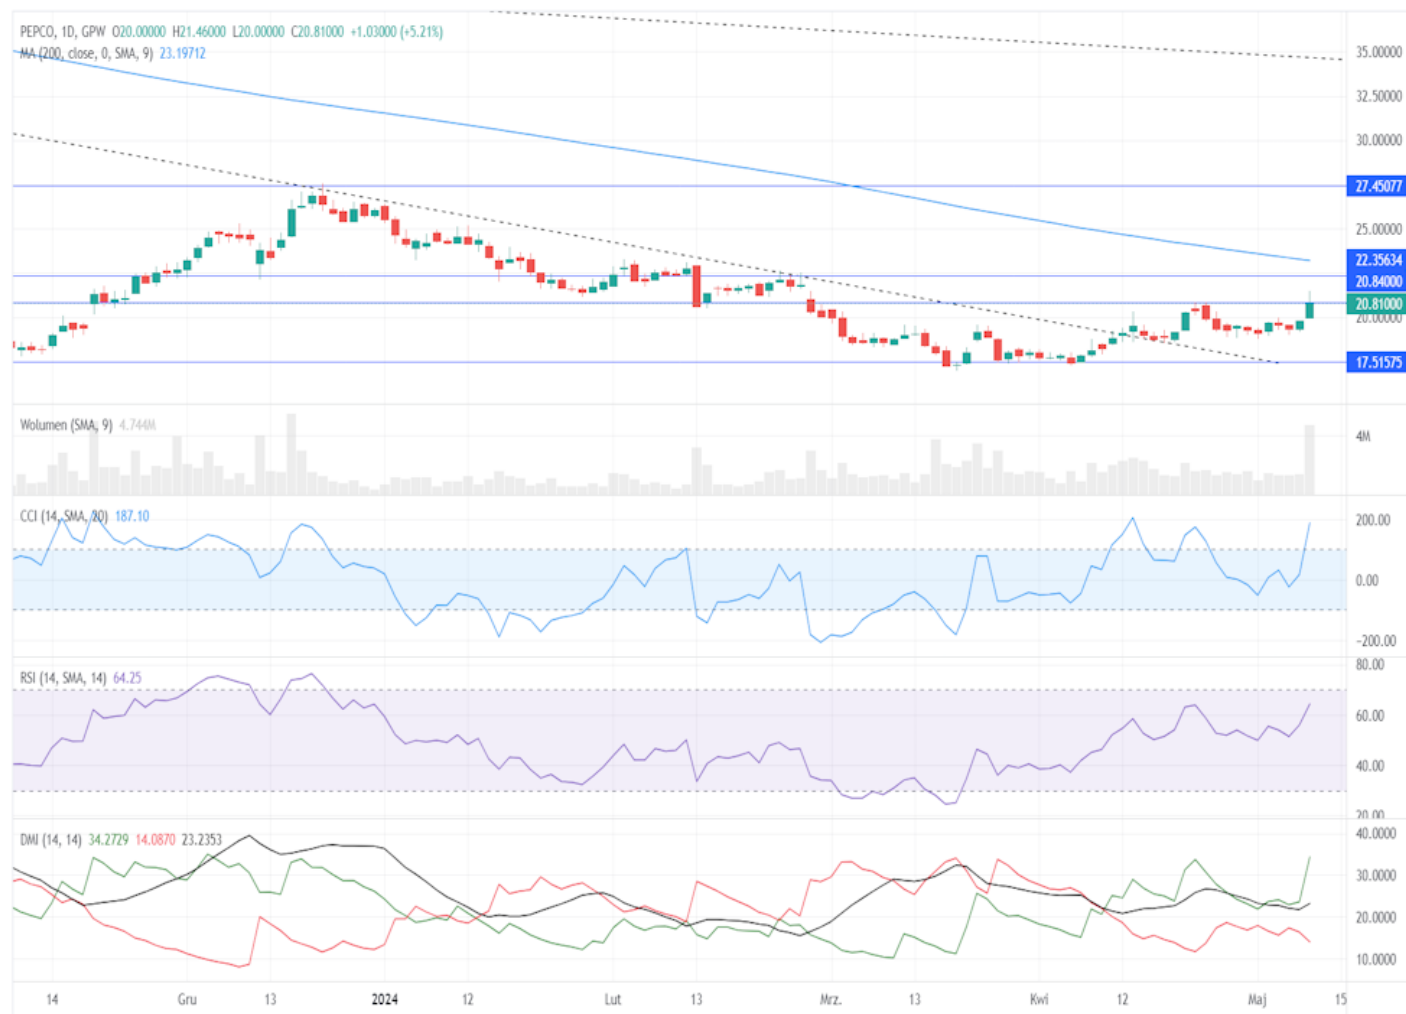 PEPCO, 1D, GPW O20.00000 H21.46000 L20.00000 C20.81000 +1.03000 (+5.21%)
MA (200, close, 0, SMA, 9) 23.19712
35.00000
32.50000
30.00000
27.45077
25.00000
22.35634
20.84000
20.81000
20.00000
17.51575
Wolumen (SMA, 9) 4.744M
4M
CCI (14, SMA, 20) 187.10
200.00
0.00
−200.00
RSI (14, SMA, 14) 64.25
80.00
60.00
40.00
20.00
DMI (14, 14) 34.2729 14.0870 23.2353
40.0000
30.0000
20.0000
10.0000
14 Gru 13 2024 12 Lut 13 Mrz. 13 Kwi 12 Maj 15